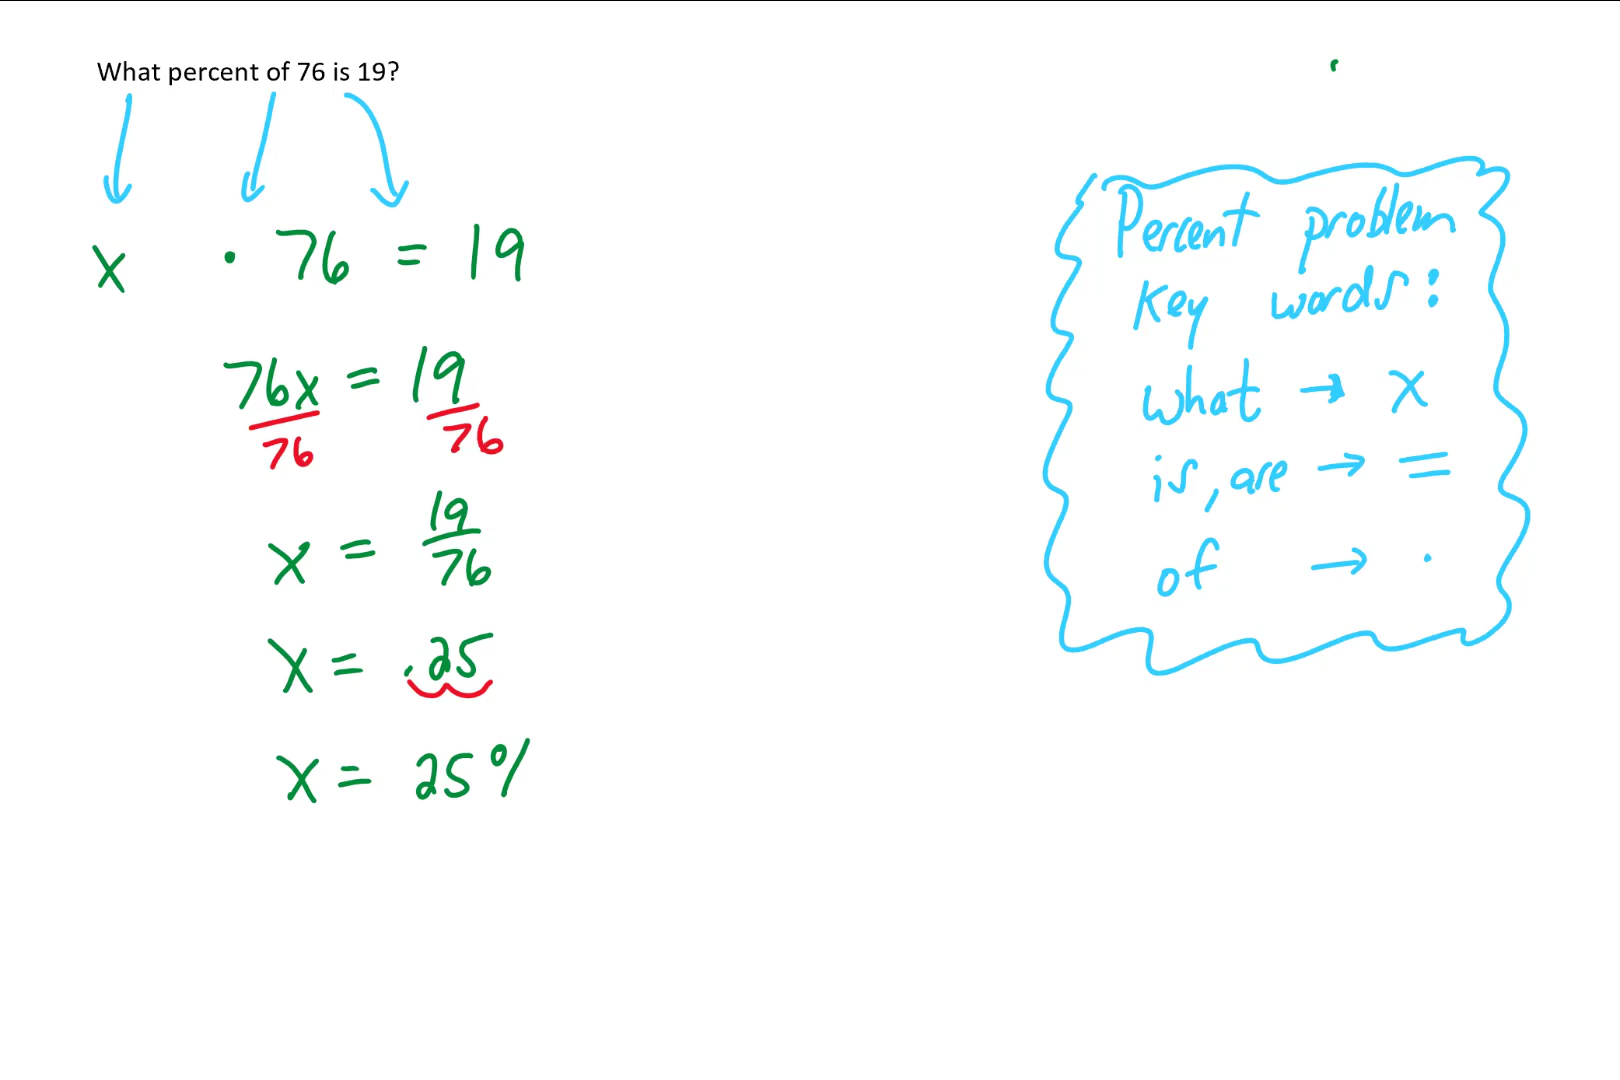 What percent of 76 is 19?
x · 76 = 19
76x = 19
76 76
x = 19/76
x = .25
x = 25%
Percent problem
Key words:
what → x
is, are → =
of → ·